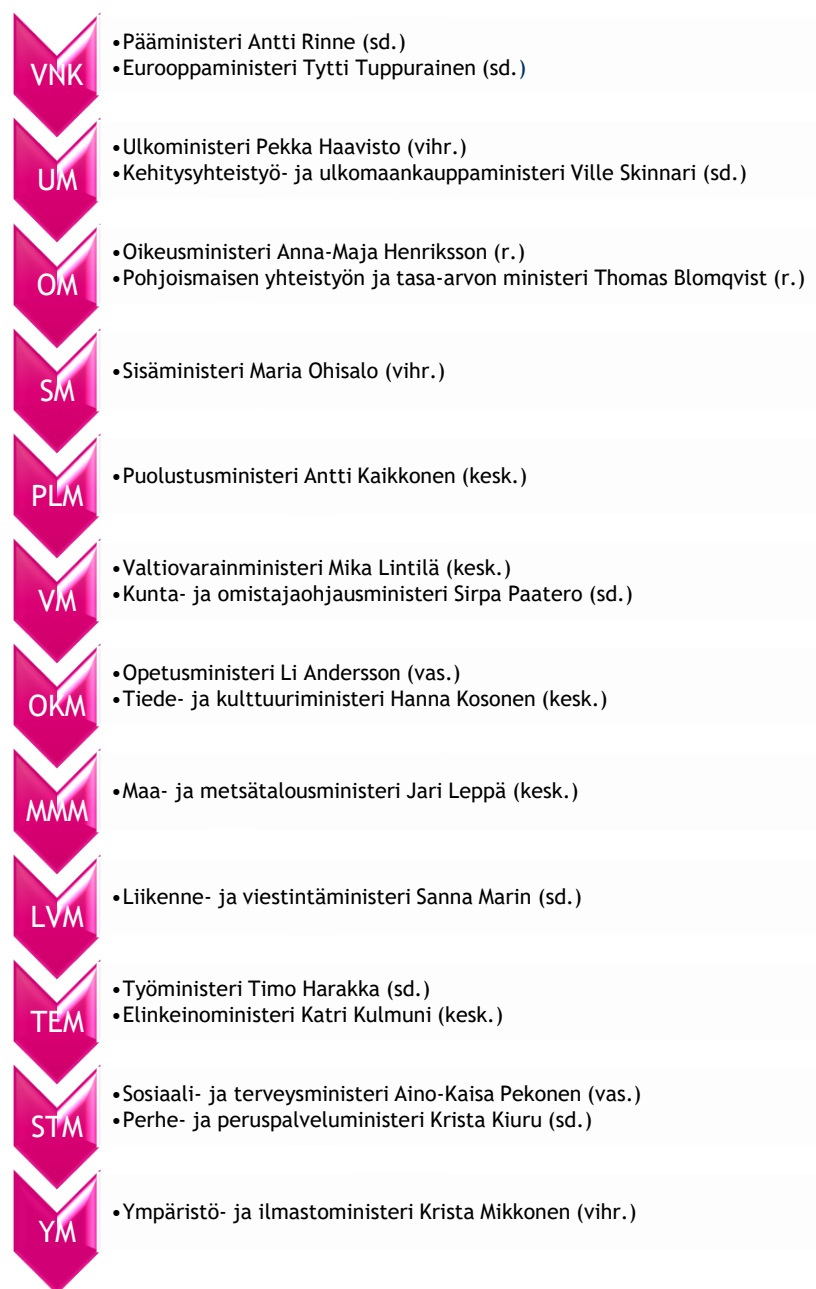 VNK
•Pääministeri Antti Rinne (sd.)
•Eurooppaministeri Tytti Tuppurainen (sd.)
UM
•Ulkoministeri Pekka Haavisto (vihr.)
•Kehitysyhteistyö- ja ulkomaankauppaministeri Ville Skinnari (sd.)
OM
•Oikeusministeri Anna-Maja Henriksson (r.)
•Pohjoismaisen yhteistyön ja tasa-arvon ministeri Thomas Blomqvist (r.)
SM
•Sisäministeri Maria Ohisalo (vihr.)
PLM
•Puolustusministeri Antti Kaikkonen (kesk.)
VM
•Valtiovarainministeri Mika Lintilä (kesk.)
•Kunta- ja omistajaohjausministeri Sirpa Paatero (sd.)
OKM
•Opetusministeri Li Andersson (vas.)
•Tiede- ja kulttuuriministeri Hanna Kosonen (kesk.)
MMM
•Maa- ja metsätalousministeri Jari Leppä (kesk.)
LVM
•Liikenne- ja viestintäministeri Sanna Marin (sd.)
TEM
•Työministeri Timo Harakka (sd.)
•Elinkeinoministeri Katri Kulmuni (kesk.)
STM
•Sosiaali- ja terveysministeri Aino-Kaisa Pekonen (vas.)
•Perhe- ja peruspalveluministeri Krista Kiuru (sd.)
YM
•Ympäristö- ja ilmastoministeri Krista Mikkonen (vihr.)